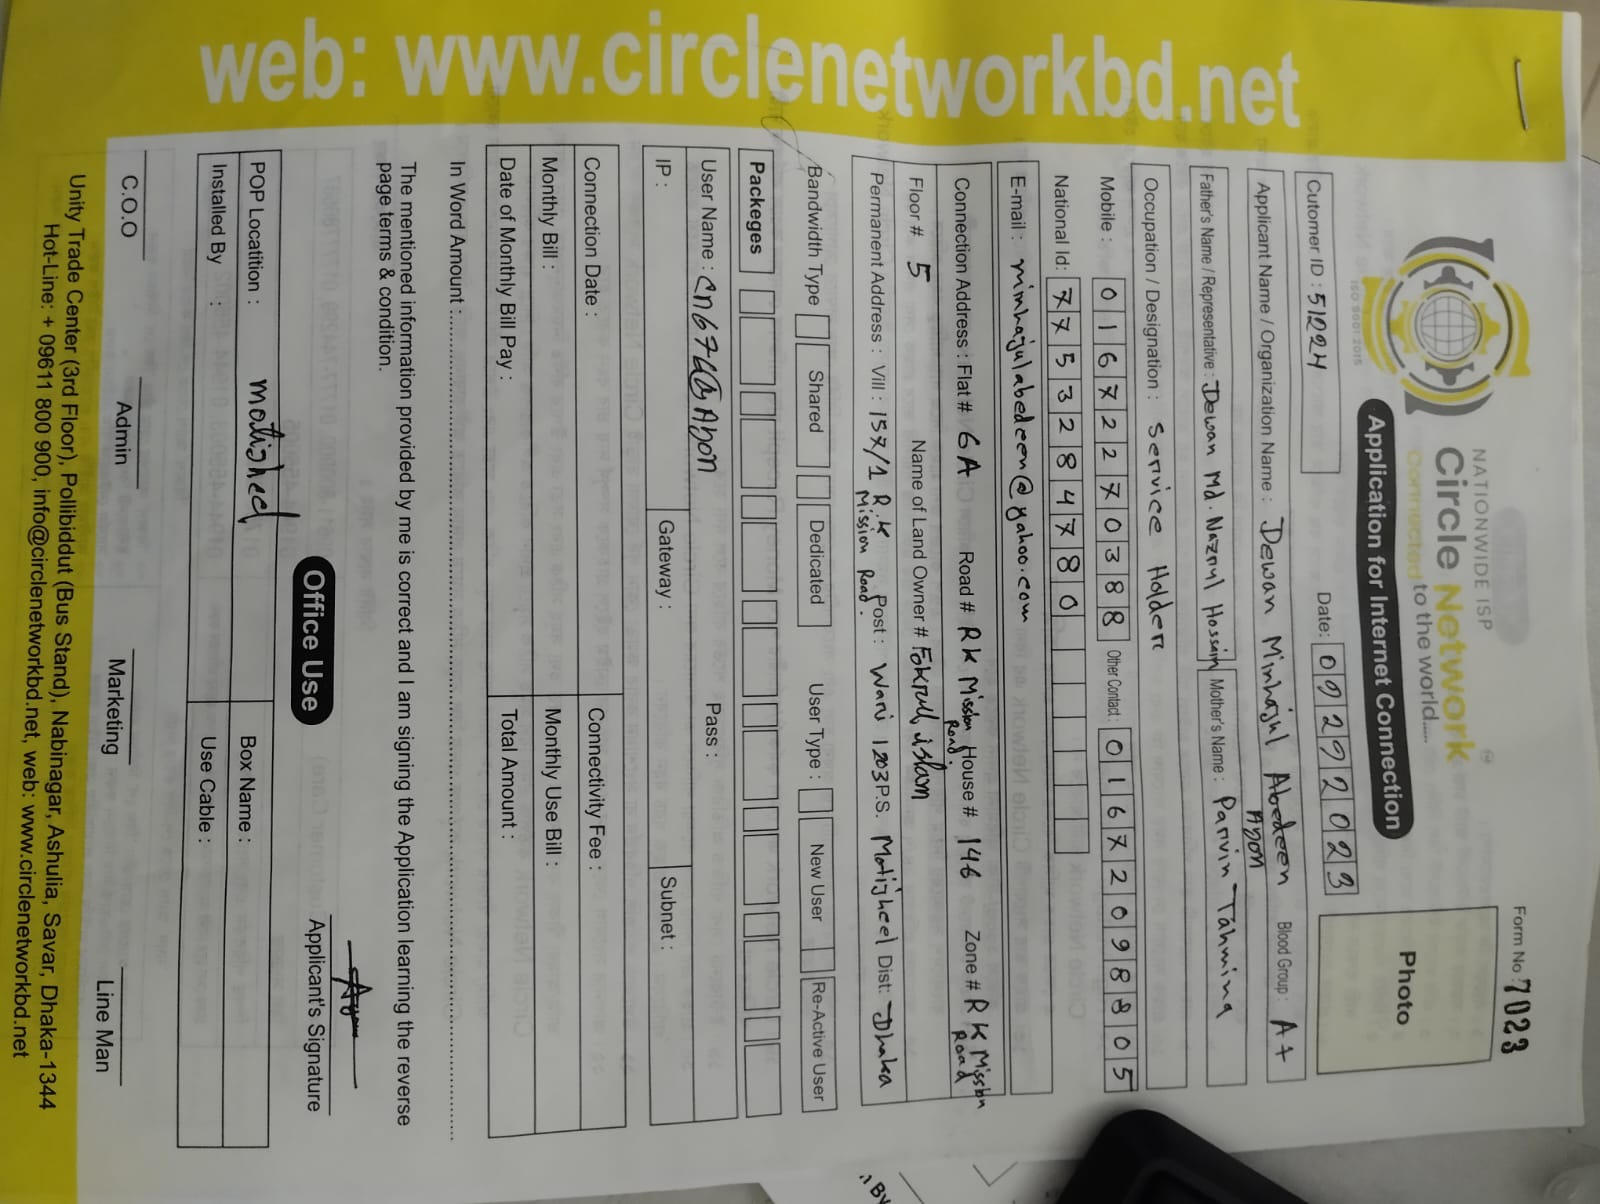 web: www.circlenetworkbd.net
Form No 7023
NATIONWIDE ISP
Circle Network
Connected to the world.....
ISO 9001:2015
Application for Internet Connection
Photo
Cutomer ID : 51224
Date: 09292023
Applicant Name / Organization Name : Dewan Minhajul Abedeen Ayon Blood Group : A+
Father's Name / Representative : Dewan Md. Nazrul Hossain Mother's Name : Parvin Tahmina
Occupation / Designation : Service Holder
Mobile : 01672270388 Other Contact : 01672098805
National Id: 7753284780
E-mail : minhajulabedeen@yahoo.com
Connection Address : Flat # 6A Road # RK Mission Road. House # 146 Zone # RK Mission Road
Floor # 5 Name of Land Owner # Fokrul islam
Permanent Address : Vill : 157/1 R.K Mission Road. Post : Wari 1203 P.S. Motijheel Dist: Dhaka
Bandwidth Type Shared Dedicated User Type : New User Re-Active User
Packeges
User Name : Pass :
IP : Gateway : Subnet :
Connection Date : Connectivity Fee :
Monthly Bill : Monthly Use Bill :
Date of Monthly Bill Pay : Total Amount :
In Word Amount :
The mentioned information provided by me is correct and I am signing the Application learning the reverse
page terms & condition.
Applicant's Signature
Office Use
POP Locatition : motijheel Box Name :
Installed By : Use Cable :
C.O.O Admin Marketing Line Man
Unity Trade Center (3rd Floor), Pollibiddut (Bus Stand), Nabinagar, Ashulia, Savar, Dhaka-1344
Hot-Line: + 09611 800 900, info@circlenetworkbd.net, web: www.circlenetworkbd.net